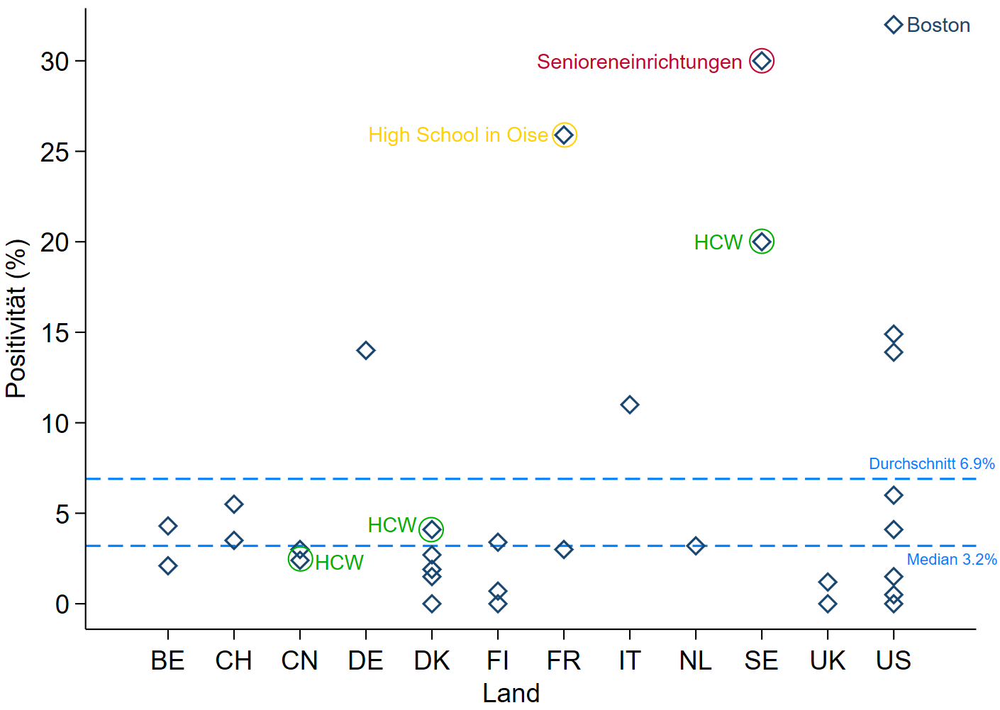 Boston
30
Senioreneinrichtungen
High School in Oise
25
20
HCW
15
10
Durchschnitt 6.9%
5
HCW
Median 3.2%
HCW
0
Positivität (%)
BE CH CN DE DK FI FR IT NL SE UK US
Land